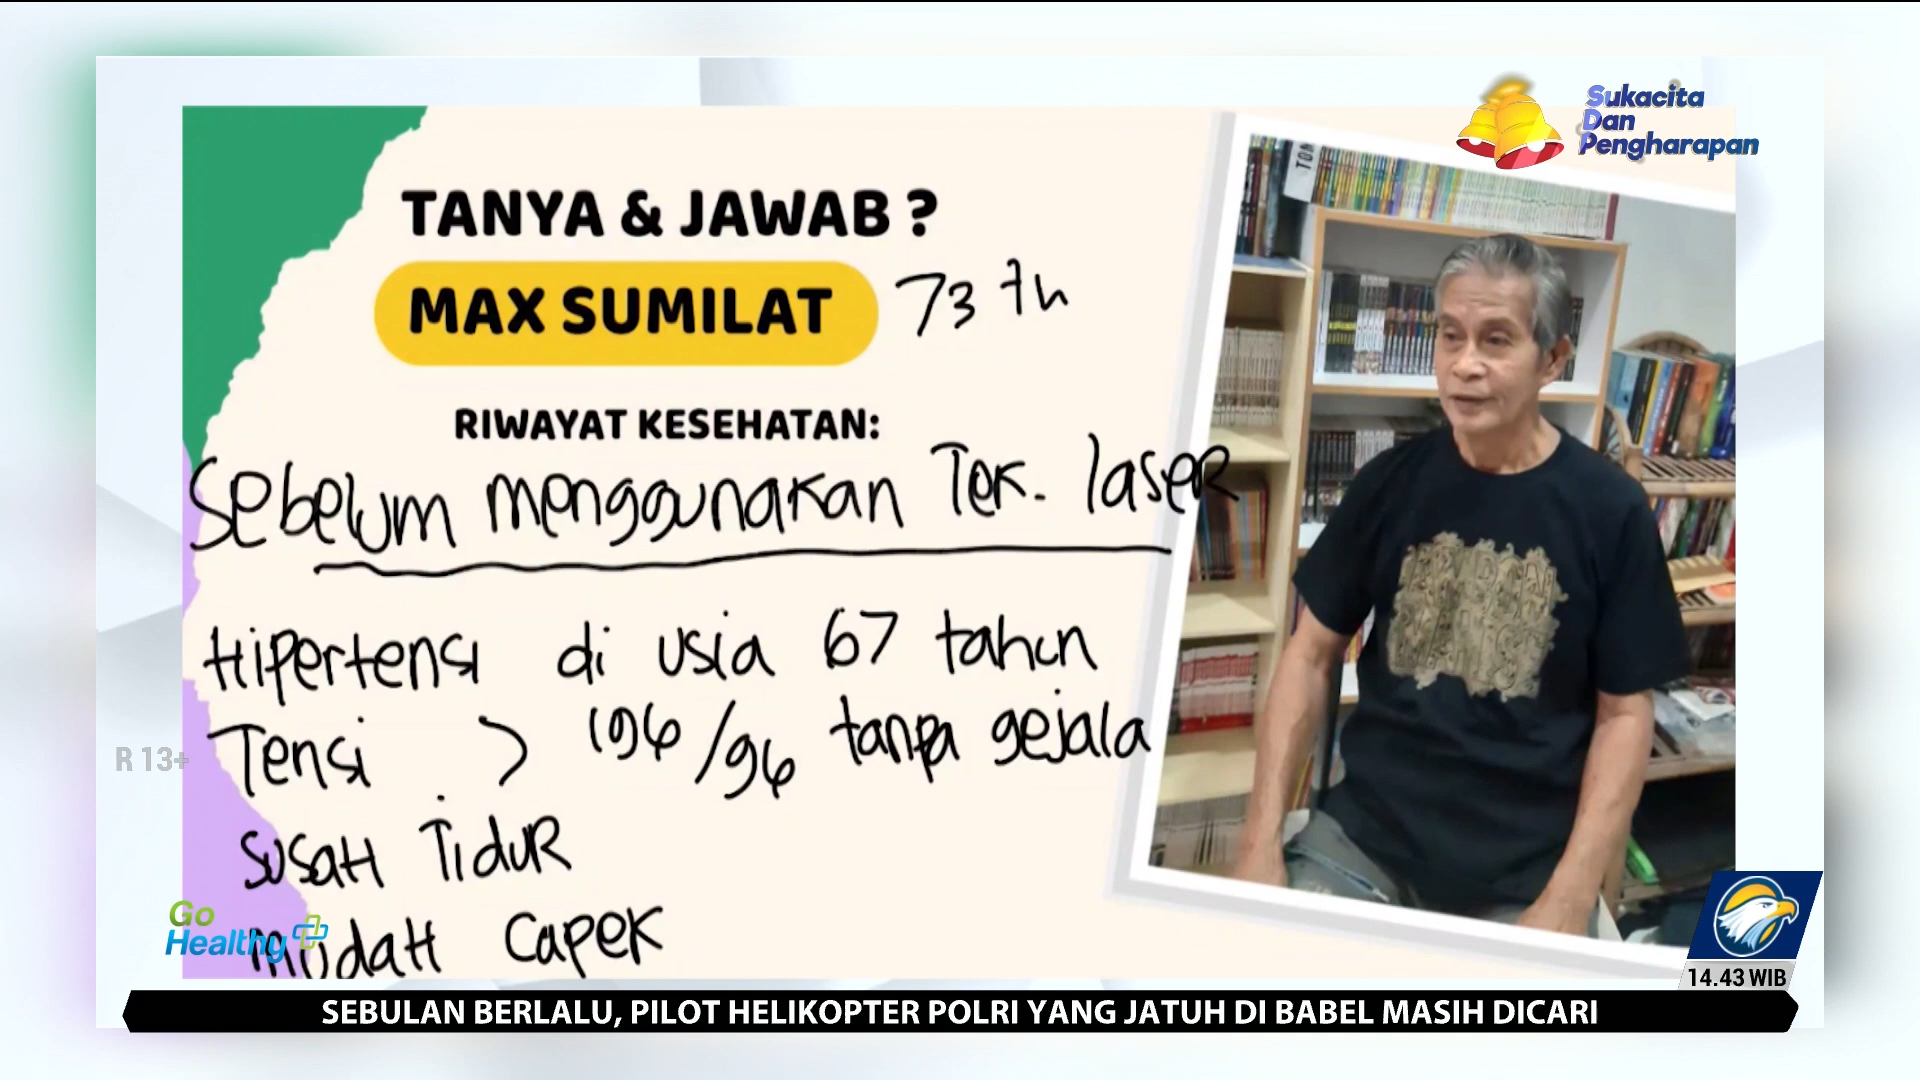 Sukacita
Dan
Pengharapan
TANYA & JAWAB ?
MAX SUMILAT 73 th
RIWAYAT KESEHATAN:
Sebelum menggunakan Tek. laser
Hipertensi di usia 67 tahun
Tensi > 196/96 tanpa gejala
Susah Tidur
mudah capek
R 13+
Go
Healthy
14.43 WIB
SEBULAN BERLALU, PILOT HELIKOPTER POLRI YANG JATUH DI BABEL MASIH DICARI